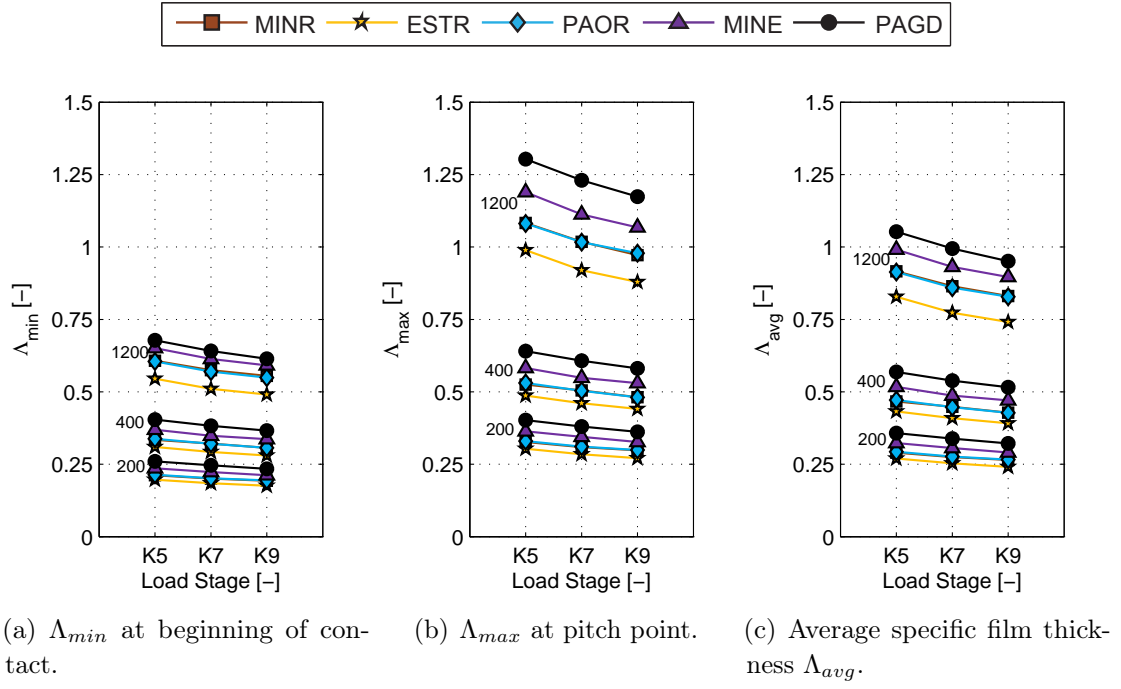 MINR ESTR PAOR MINE PAGD
1.5
1.25
1
0.75
0.5
0.25
0
Λmin [−]
1200
400
200
K5 K7 K9
Load Stage [−]
1.5
1.25
1
0.75
0.5
0.25
0
Λmax [−]
1200
400
200
K5 K7 K9
Load Stage [−]
1.5
1.25
1
0.75
0.5
0.25
0
Λavg [−]
1200
400
200
K5 K7 K9
Load Stage [−]
(a) Λmin at beginning of con-
tact.
(b) Λmax at pitch point.
(c) Average specific film thick-
ness Λavg.